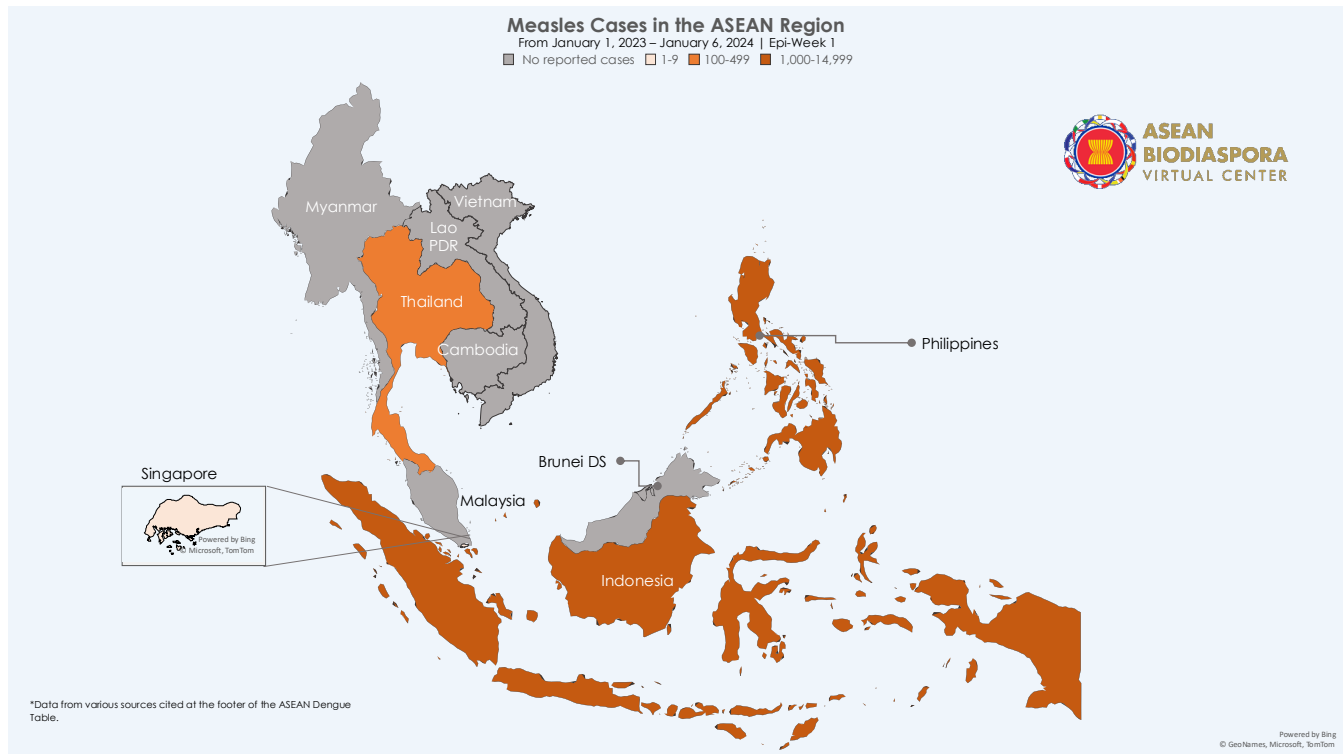 Measles Cases in the ASEAN Region
From January 1, 2023 – January 6, 2024 | Epi-Week 1
No reported cases 1-9 100-499 1,000-14,999
ASEAN
BIODIASPORA
VIRTUAL CENTER
Myanmar
Vietnam
Lao
PDR
Thailand
Cambodia
Philippines
Brunei DS
Singapore
Malaysia
Powered by Bing
© Microsoft, TomTom
Indonesia
*Data from various sources cited at the footer of the ASEAN Dengue
Table.
Powered by Bing
© GeoNames, Microsoft, TomTom